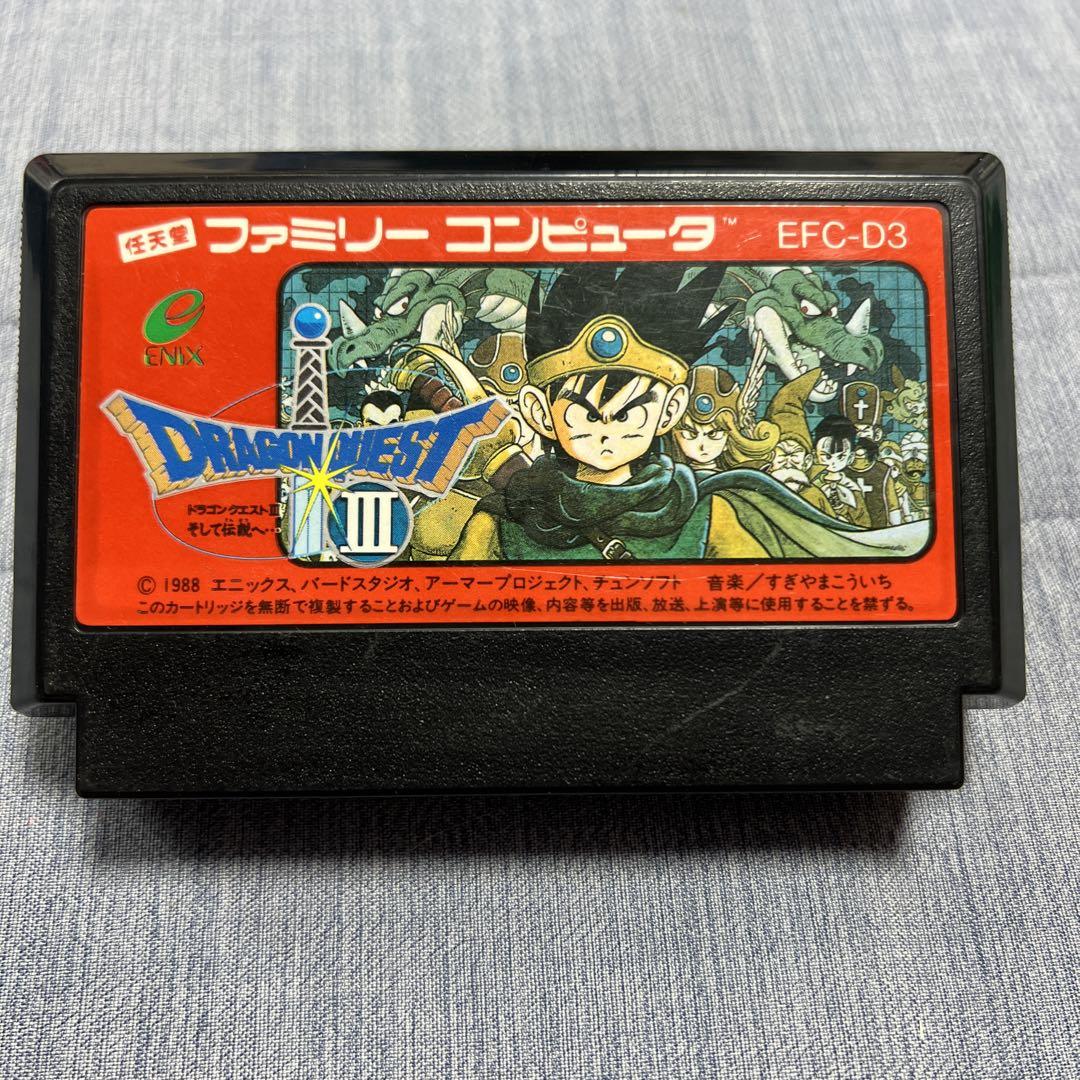 任天堂 ファミリー コンピュータ™ EFC-D3
ENIX
DRAGON QUEST
III
ドラゴンクエストIII
そして伝説へ…
© 1988 エニックス、バードスタジオ、アーマープロジェクト、チュンソフト 音楽/すぎやまこういち
このカートリッジを無断で複製することおよびゲームの映像、内容等を出版、放送、上演等に使用することを禁ずる。